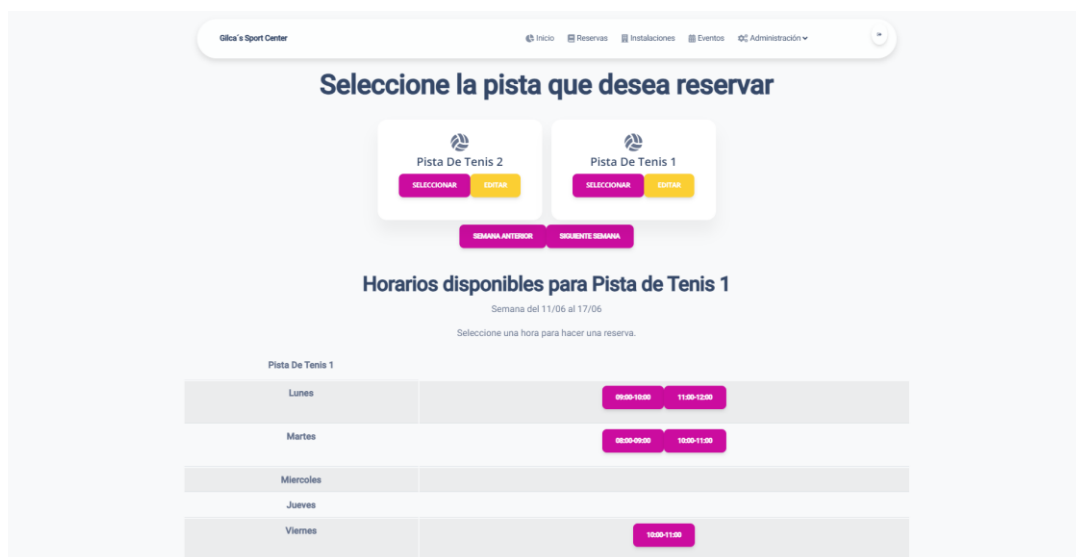 Gilca´s Sport Center Inicio Reservas Instalaciones Eventos Administración
Seleccione la pista que desea reservar
Pista De Tenis 2 Pista De Tenis 1
SELECCIONAR EDITAR SELECCIONAR EDITAR
SEMANA ANTERIOR SIGUIENTE SEMANA
Horarios disponibles para Pista de Tenis 1
Semana del 11/06 al 17/06
Seleccione una hora para hacer una reserva.
Pista De Tenis 1
Lunes 09:00-10:00 11:00-12:00
Martes 08:00-09:00 10:00-11:00
Miercoles
Jueves
Viernes 10:00-11:00